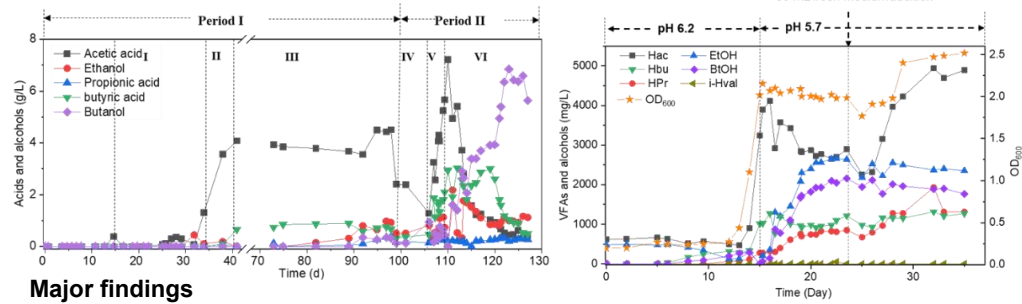 Period I
Period II
I
II
III
IV
V
VI
Acetic acid
Ethanol
Propionic acid
butyric acid
Butanol
Acids and alcohols (g/L)
8
6
4
2
0
0
10
20
30
40
70
80
90
100
110
120
130
Time (d)
pH 6.2
pH 5.7
Hac
EtOH
Hbu
BtOH
HPr
i-Hval
OD600
VFAs and alcohols (mg/L)
5000
4000
3000
2000
1000
0
2.5
2.0
1.5
1.0
0.5
0.0
OD600
0
10
20
30
Time (Day)
Major findings